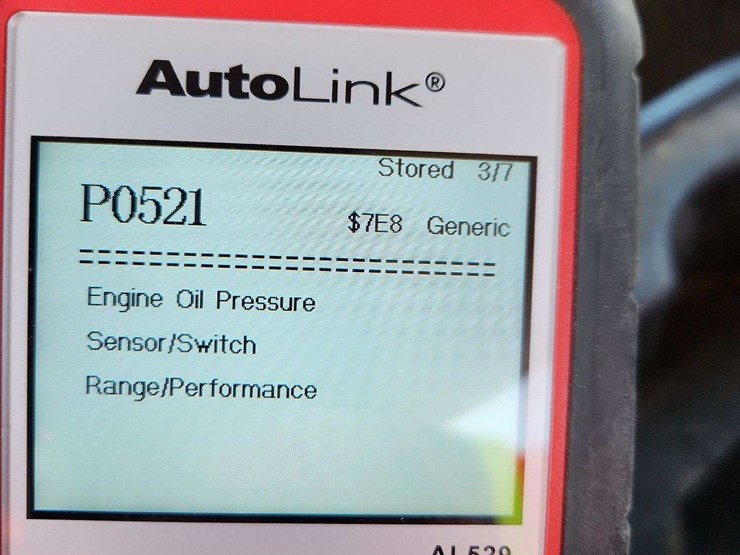 AutoLink®
Stored 3/7
P0521
$7E8 Generic
============================
Engine Oil Pressure
Sensor/Switch
Range/Performance